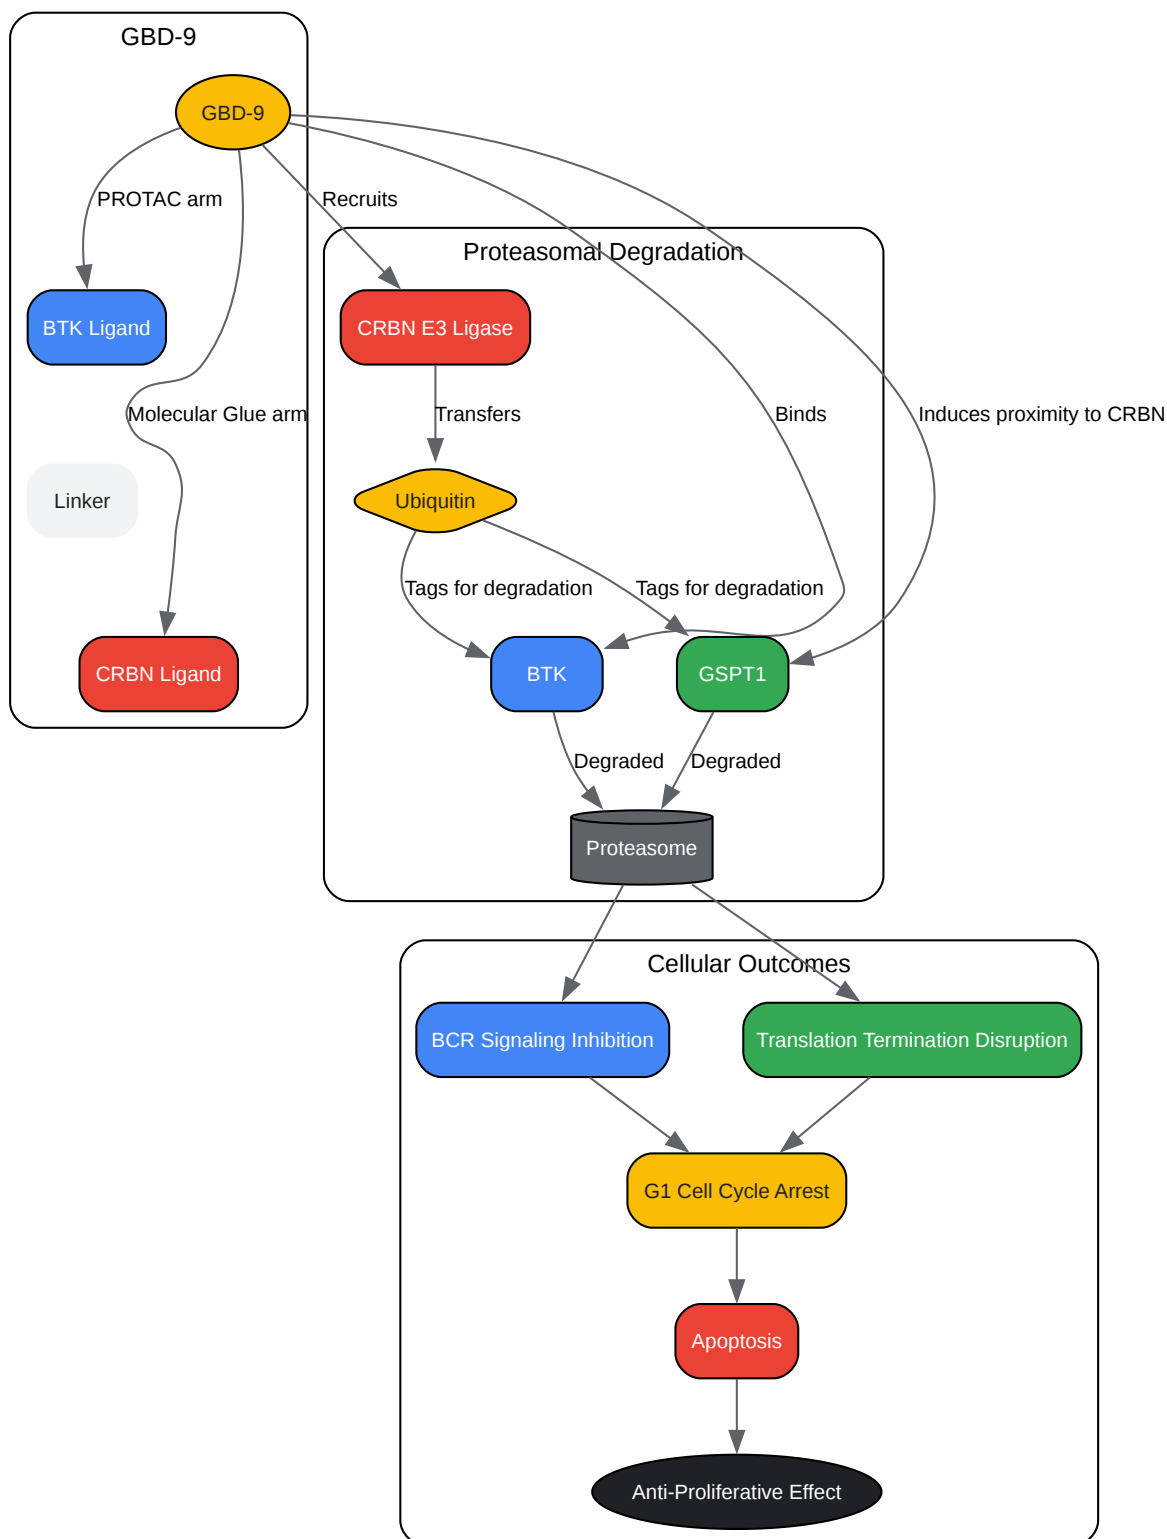 GBD-9
GBD-9
PROTAC arm
Recruits
Proteasomal Degradation
BTK Ligand
CRBN E3 Ligase
Molecular Glue arm
Transfers
Binds
Induces proximity to CRBN
Linker
Ubiquitin
Tags for degradation
Tags for degradation
CRBN Ligand
BTK
GSPT1
Degraded
Degraded
Proteasome
Cellular Outcomes
BCR Signaling Inhibition
Translation Termination Disruption
G1 Cell Cycle Arrest
Apoptosis
Anti-Proliferative Effect